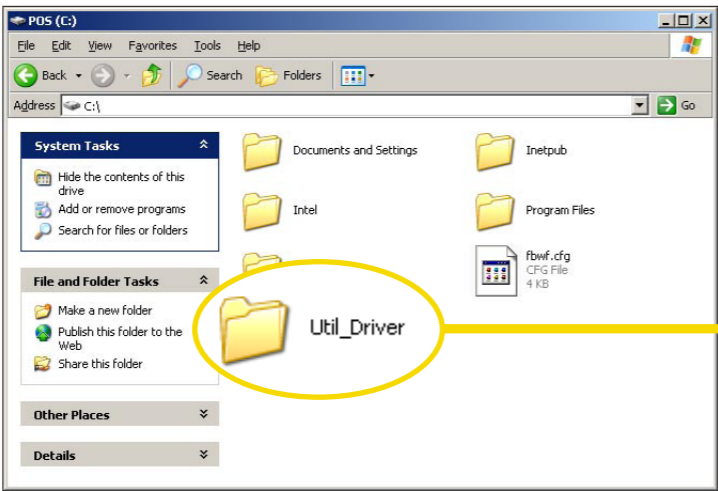 POS (C:)
File Edit View Favorites Tools Help
Back Search Folders
Address C:\ Go
System Tasks
Hide the contents of this
drive
Add or remove programs
Search for files or folders
File and Folder Tasks
Make a new folder
Publish this folder to the
Web
Share this folder
Other Places
Details
Documents and Settings
Inetpub
Intel
Program Files
fbwf.cfg
CFG File
4 KB
Util_Driver